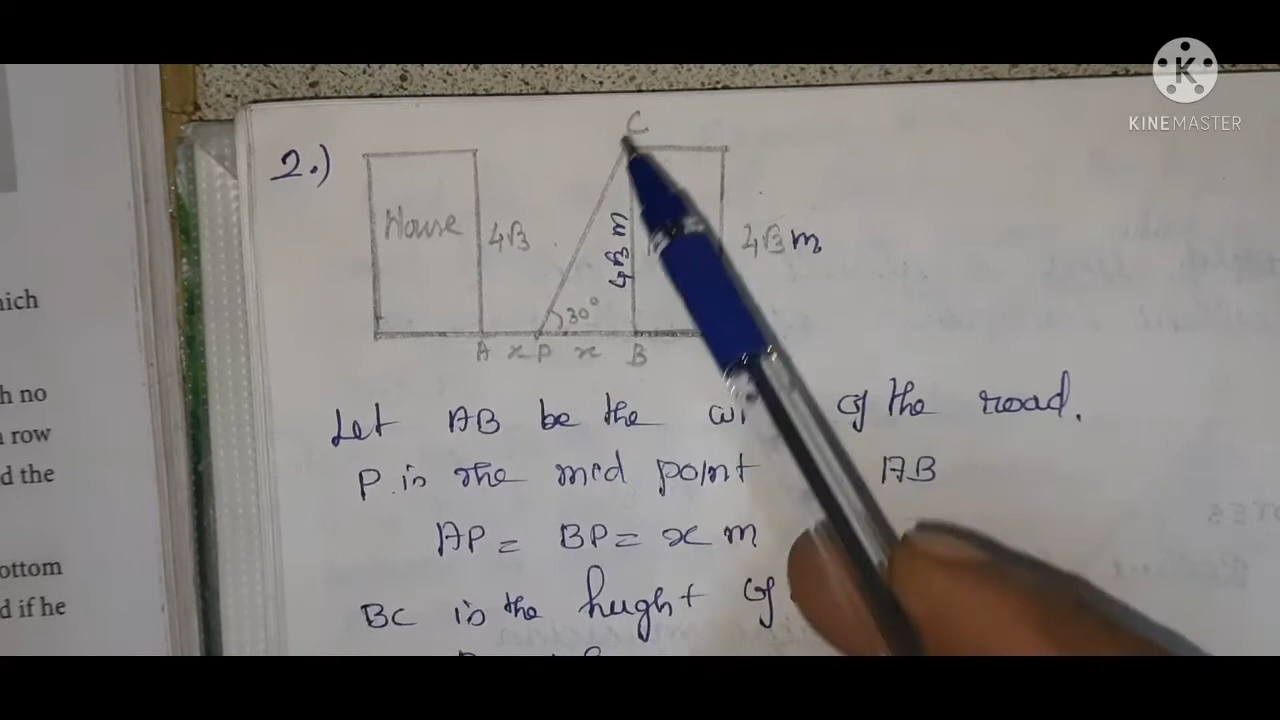 KINEMASTER
C
2.)
House
4√3
4√3 m
4√3 m
30°
A x P x B
Let AB be the of the road.
P is the mid point AB
AP = BP = x m
BC is the height of
ich
h no
row
d the
ottom
d if he